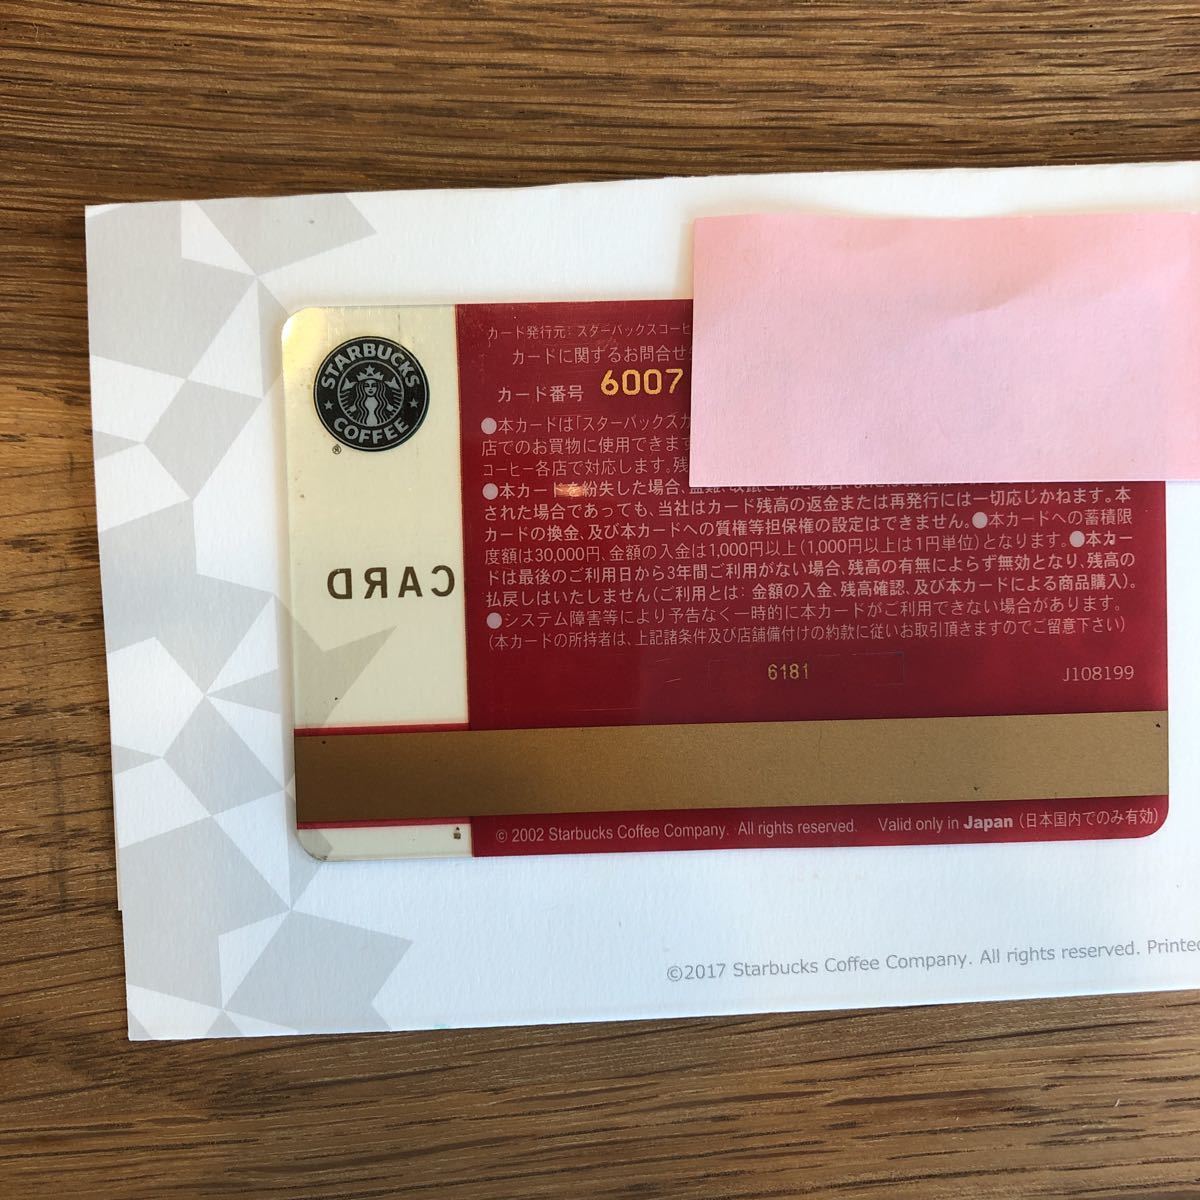 STARBUCKS
COFFEE
®
CARD
カード発行元：スターバックスコーヒ
カードに関するお問合せ
カード番号 6007
●本カードは「スターバックスカ
店でのお買物に使用できます
コーヒー各店で対応します。残
●本カードを紛失した場合、盗難、
された場合であっても、当社はカード残高の返金または再発行には一切応じかねます。本
カードの換金、及び本カードへの質権等担保権の設定はできません。●本カードへの蓄積限
度額は30,000円、金額の入金は1,000円以上（1,000円以上は1円単位）となります。●本カー
ドは最後のご利用日から3年間ご利用がない場合、残高の有無によらず無効となり、残高の
払戻しはいたしません（ご利用とは：金額の入金、残高確認、及び本カードによる商品購入）。
●システム障害等により予告なく一時的に本カードがご利用できない場合があります。
（本カードの所持者は、上記諸条件及び店舗備付けの約款に従いお取引頂きますのでご留意下さい）
6181
J108199
© 2002 Starbucks Coffee Company. All rights reserved. Valid only in Japan（日本国内でのみ有効）
©2017 Starbucks Coffee Company. All rights reserved. Printed